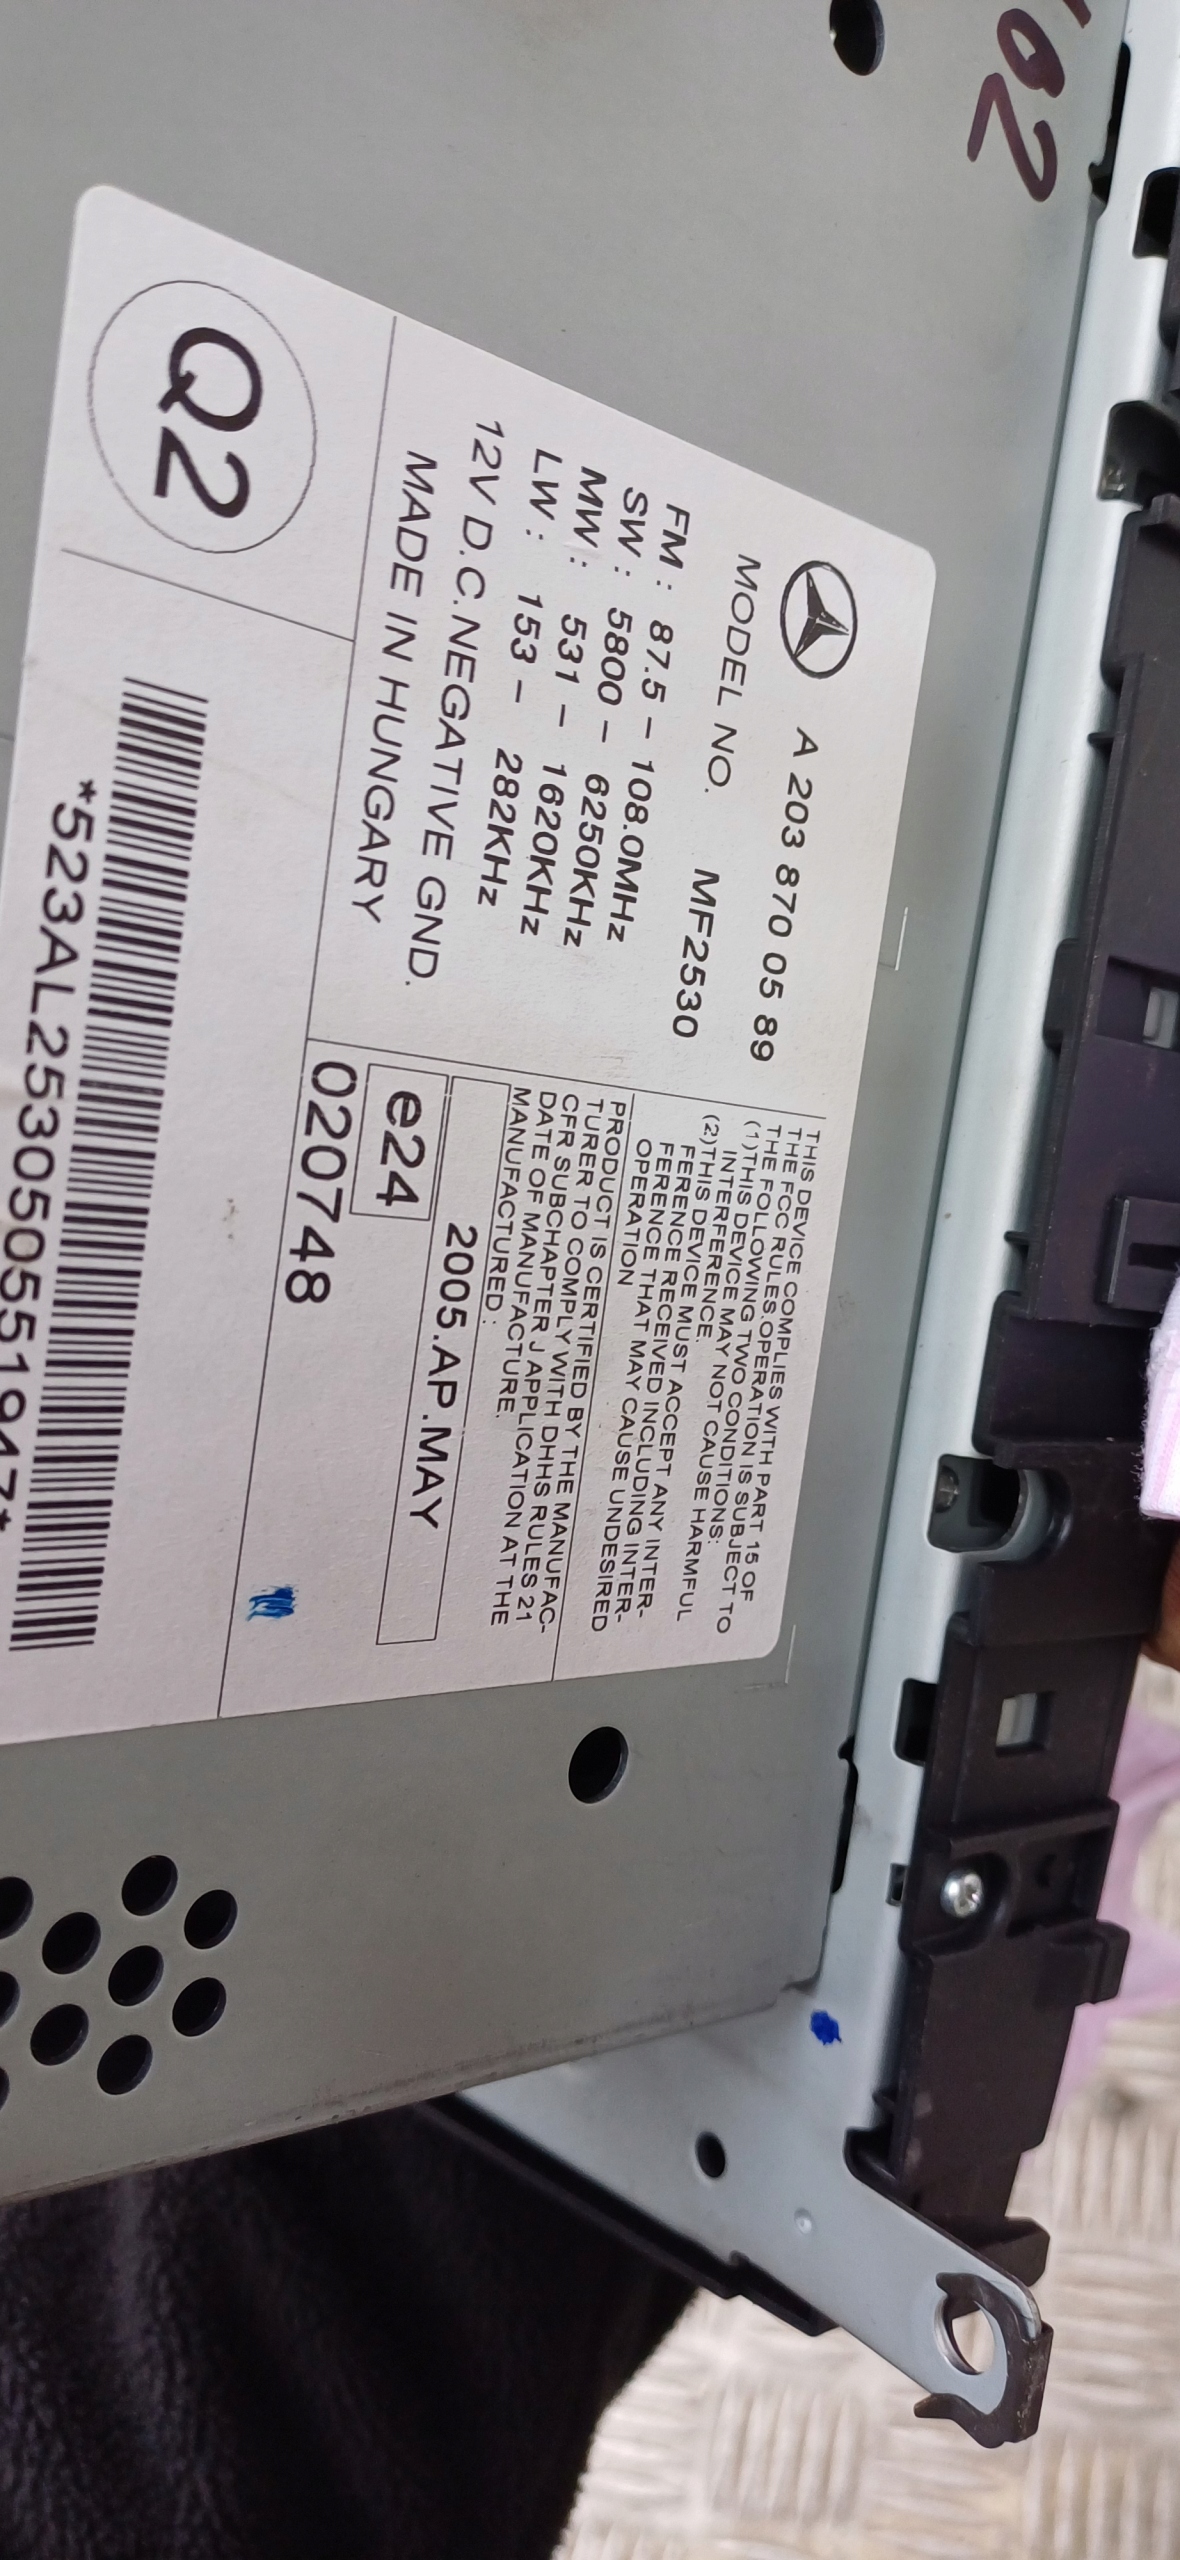 02
A 203 870 05 89
MODEL NO. MF2530
FM : 87.5 - 108.0MHz
SW : 5800 - 6250KHz
MW : 531 - 1620KHz
LW : 153 - 282KHz
12V D.C.NEGATIVE GND.
MADE IN HUNGARY
THIS DEVICE COMPLIES WITH PART 15 OF
THE FCC RULES.OPERATION IS SUBJECT TO
THE FOLLOWING TWO CONDITIONS:
(1)THIS DEVICE MAY NOT CAUSE HARMFUL
INTERFERENCE.
(2)THIS DEVICE MUST ACCEPT ANY INTER-
FERENCE RECEIVED INCLUDING INTER-
FERENCE THAT MAY CAUSE UNDESIRED
OPERATION
PRODUCT IS CERTIFIED BY THE MANUFAC-
TURER TO COMPLY WITH DHHS RULES 21
CFR SUBCHAPTER J APPLICATION AT THE
DATE OF MANUFACTURE.
MANUFACTURED :
2005.AP.MAY
e24
020748
Q2
*523AL25305055194Z*